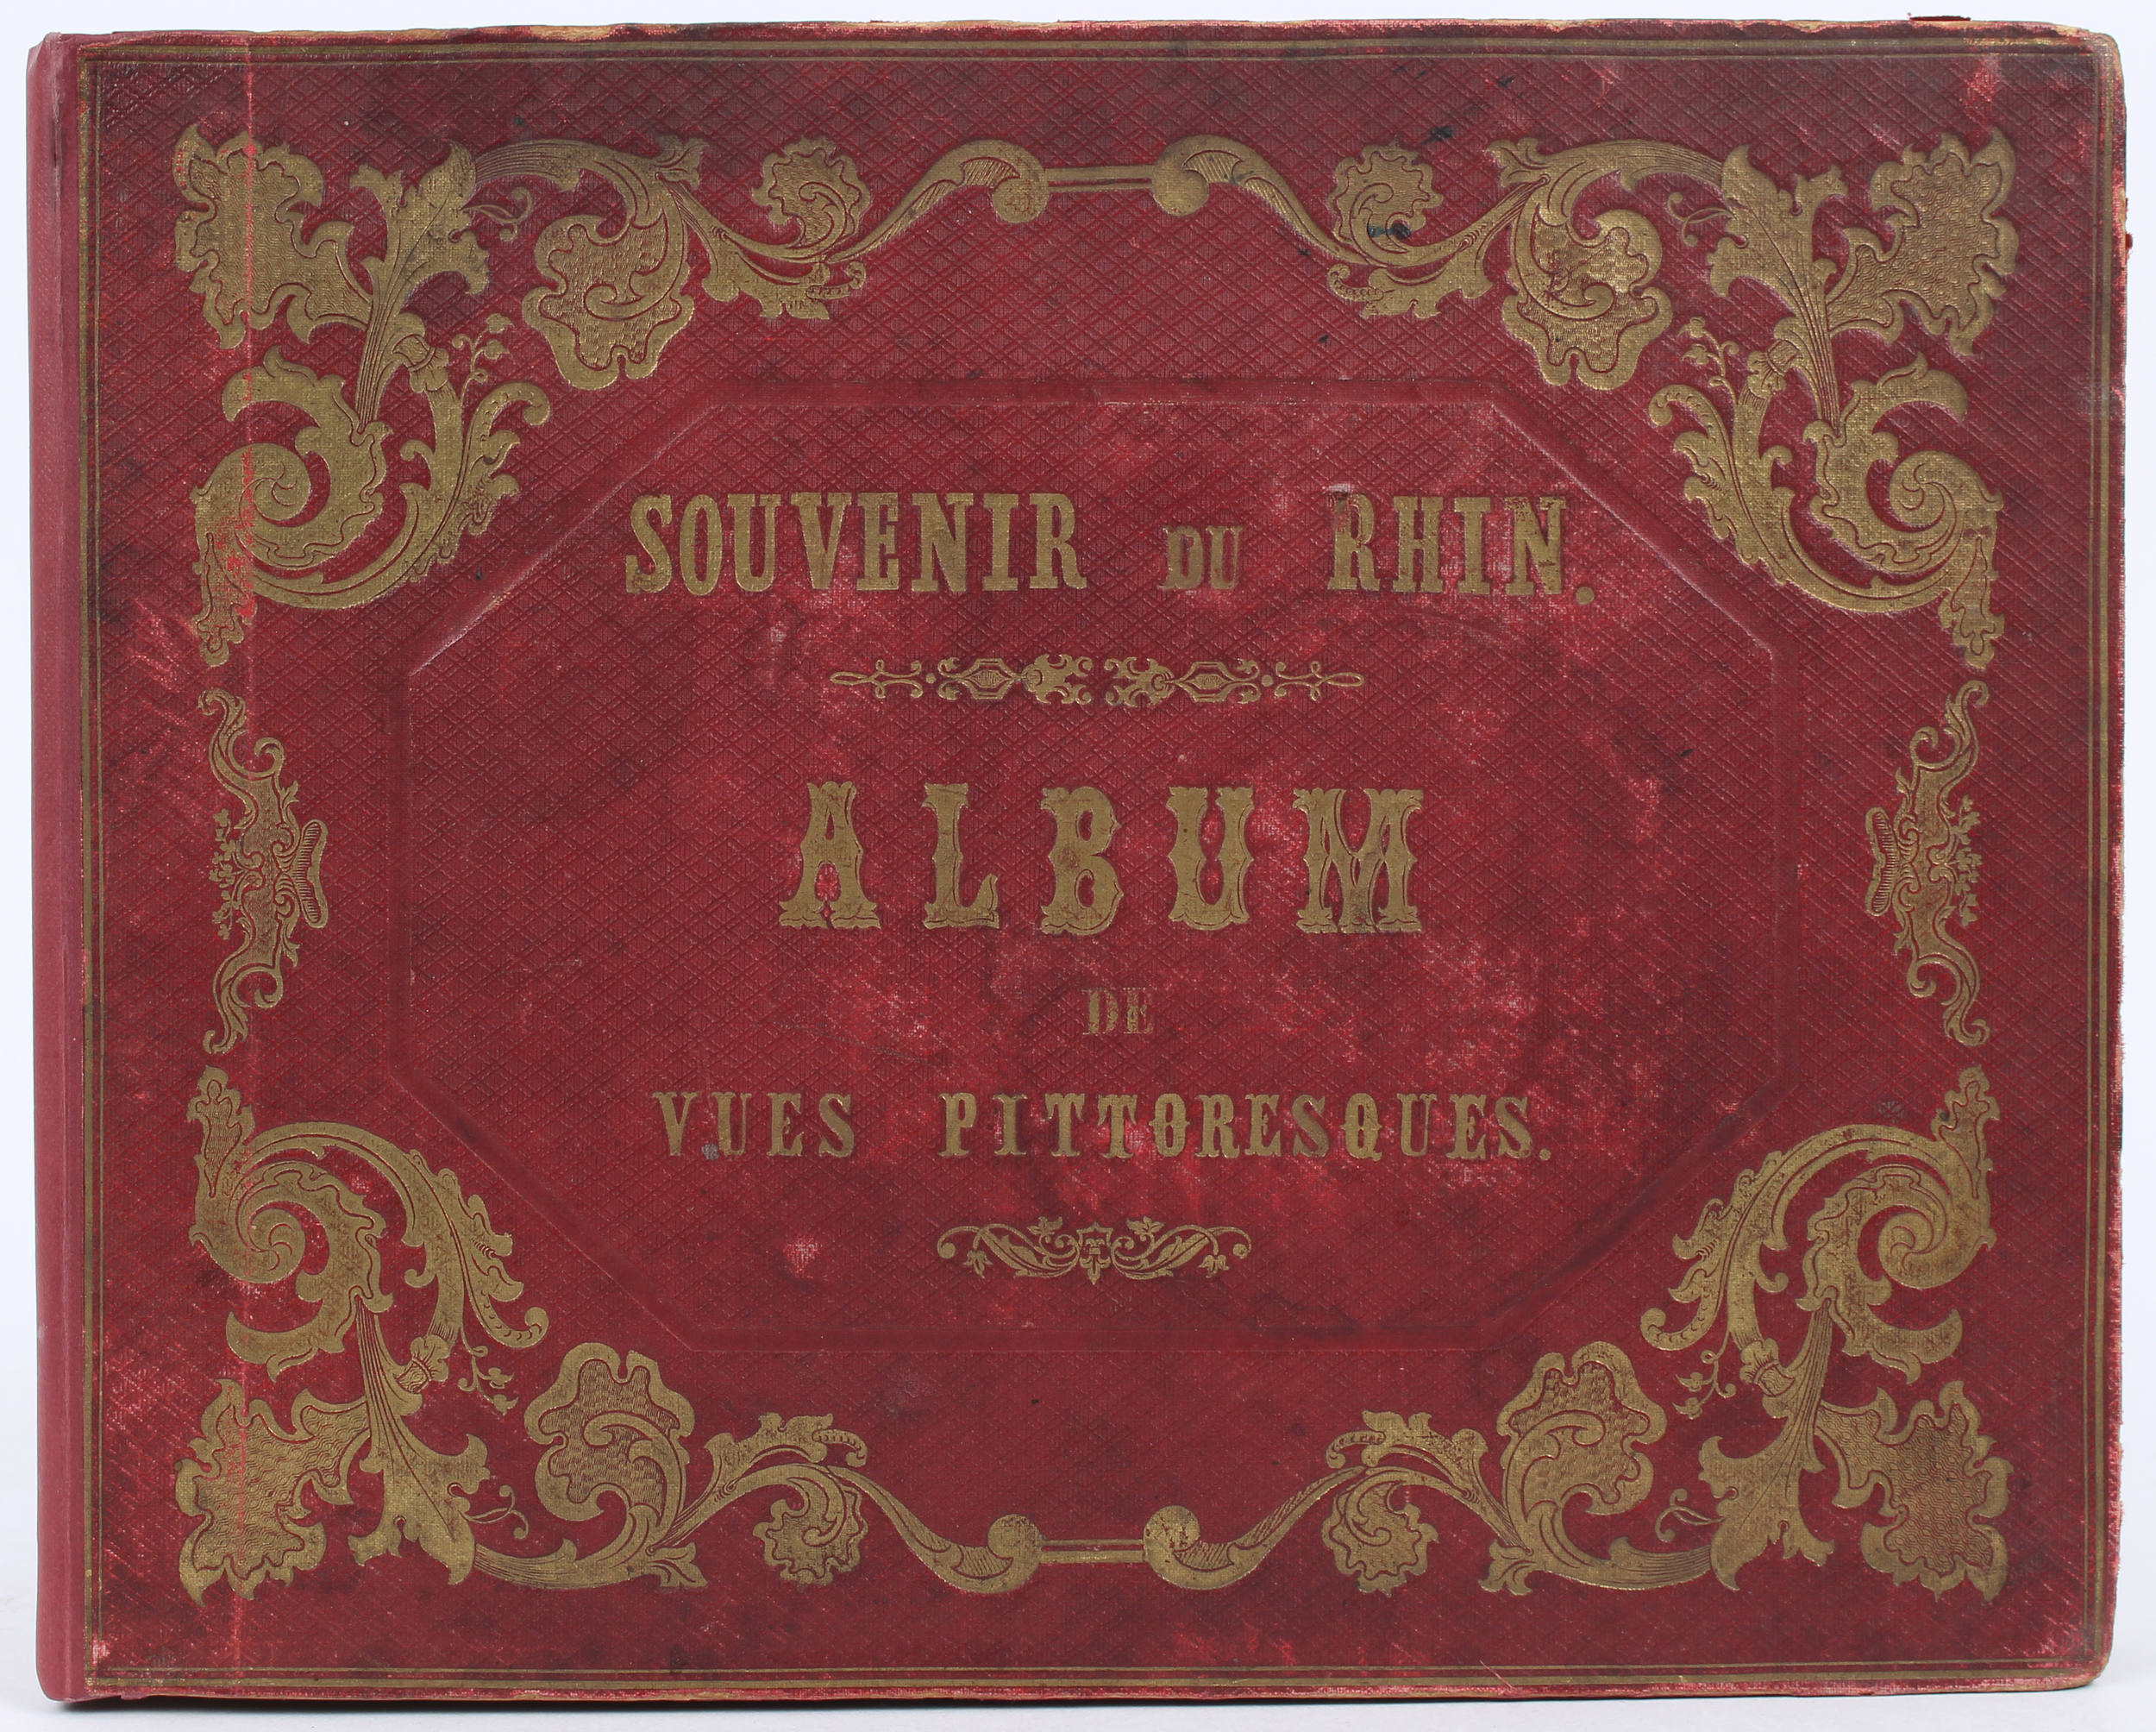 SOUVENIR DU RHIN.
ALBUM
DE
VUES PITTORESQUES.